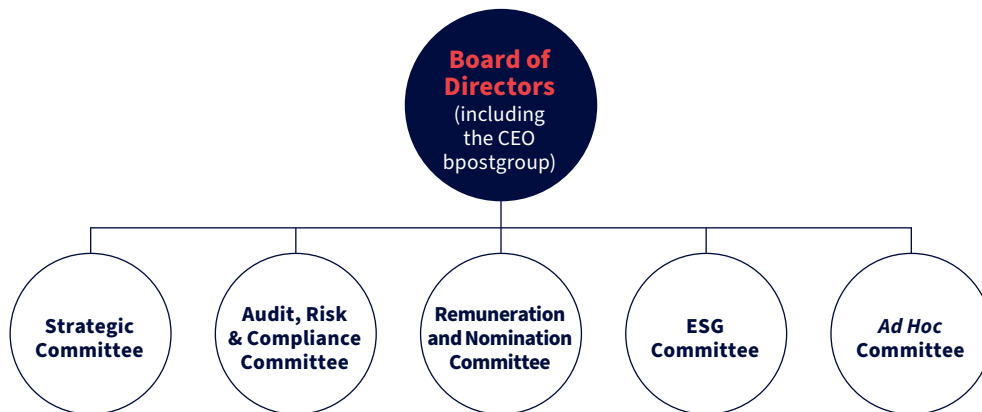 Board of
Directors
(including
the CEO
bpostgroup)
Strategic
Committee
Audit, Risk
& Compliance
Committee
Remuneration
and Nomination
Committee
ESG
Committee
Ad Hoc
Committee